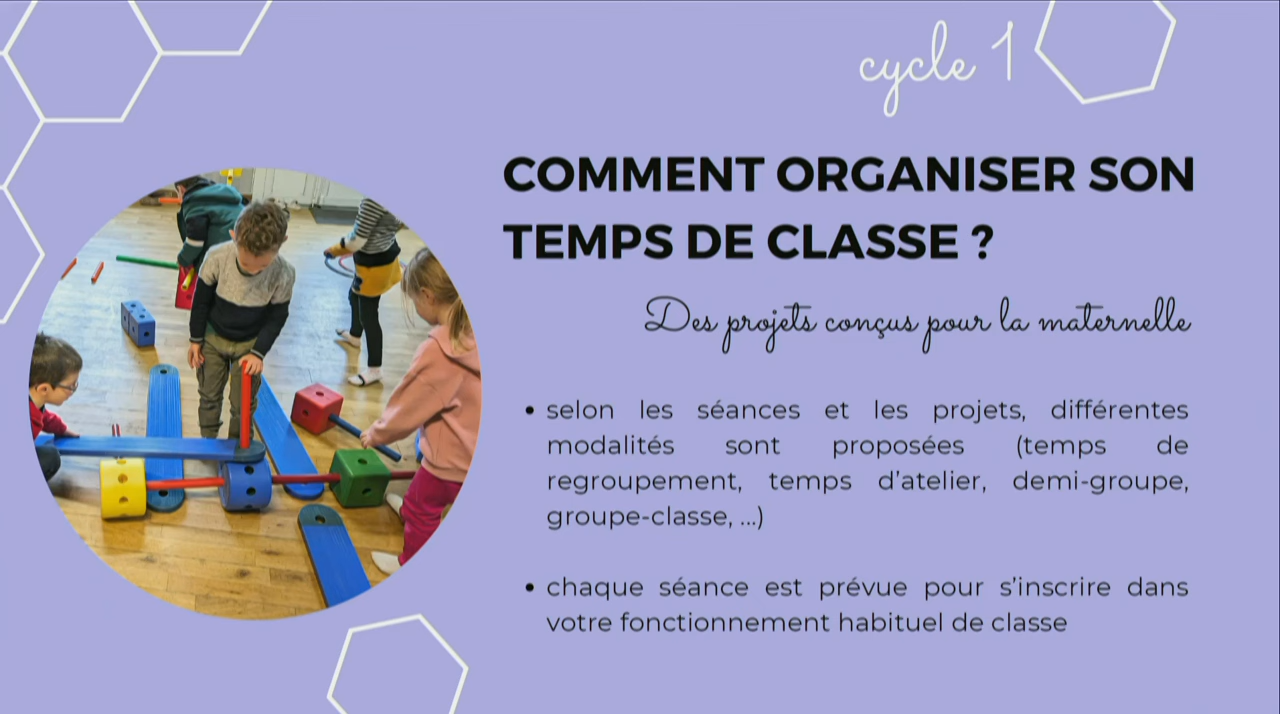 cycle 1
COMMENT ORGANISER SON
TEMPS DE CLASSE ?
Des projets conçus pour la maternelle
• selon les séances et les projets, différentes
modalités sont proposées (temps de
regroupement, temps d'atelier, demi-groupe,
groupe-classe, ...)
• chaque séance est prévue pour s'inscrire dans
votre fonctionnement habituel de classe